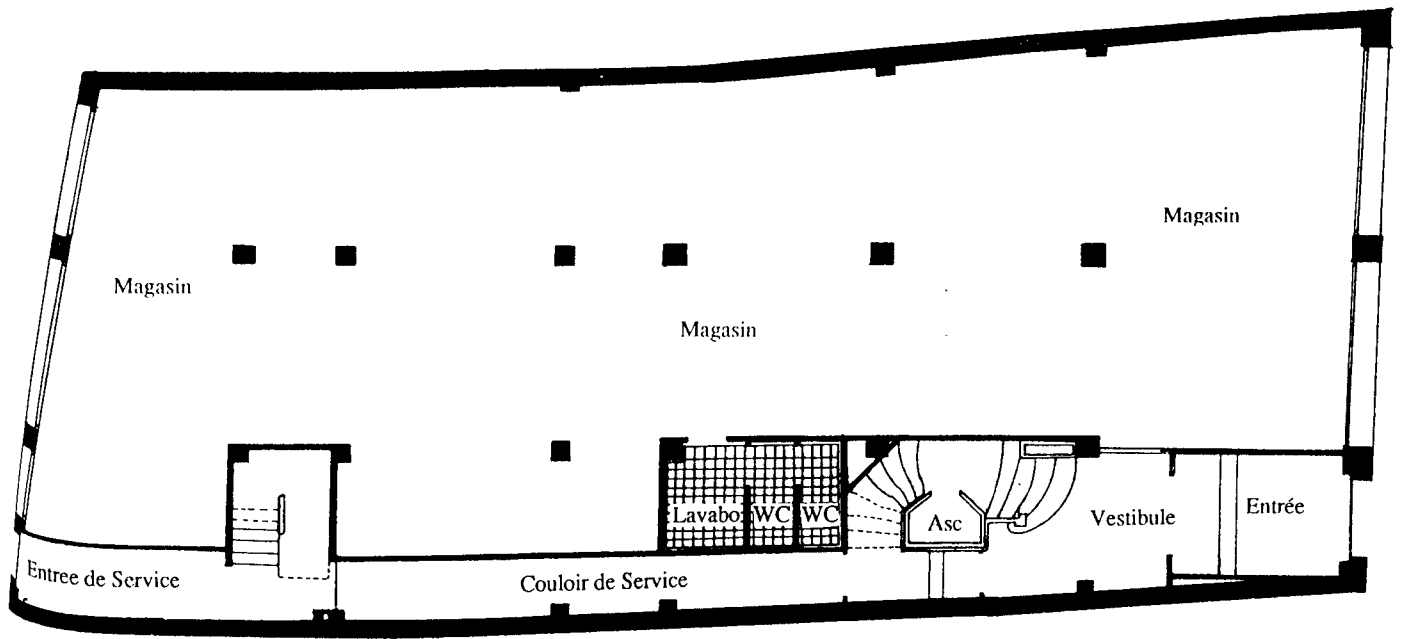 Magasin
Magasin
Magasin
Lavabo
WC
WC
Asc
Vestibule
Entrée
Entree de Service
Couloir de Service